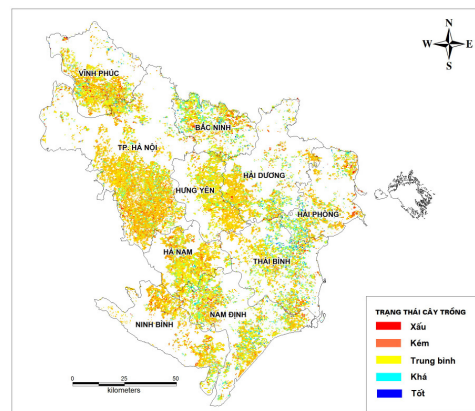 N
W E
S
VĨNH PHÚC
BẮC NINH
TP. HÀ NỘI
HẢI DƯƠNG
HƯNG YÊN
HẢI PHÒNG
HÀ NAM
THÁI BÌNH
NAM ĐỊNH
NINH BÌNH
TRẠNG THÁI CÂY TRỒNG
Xấu
Kém
Trung bình
Khá
Tốt
0 25 50
kilometers